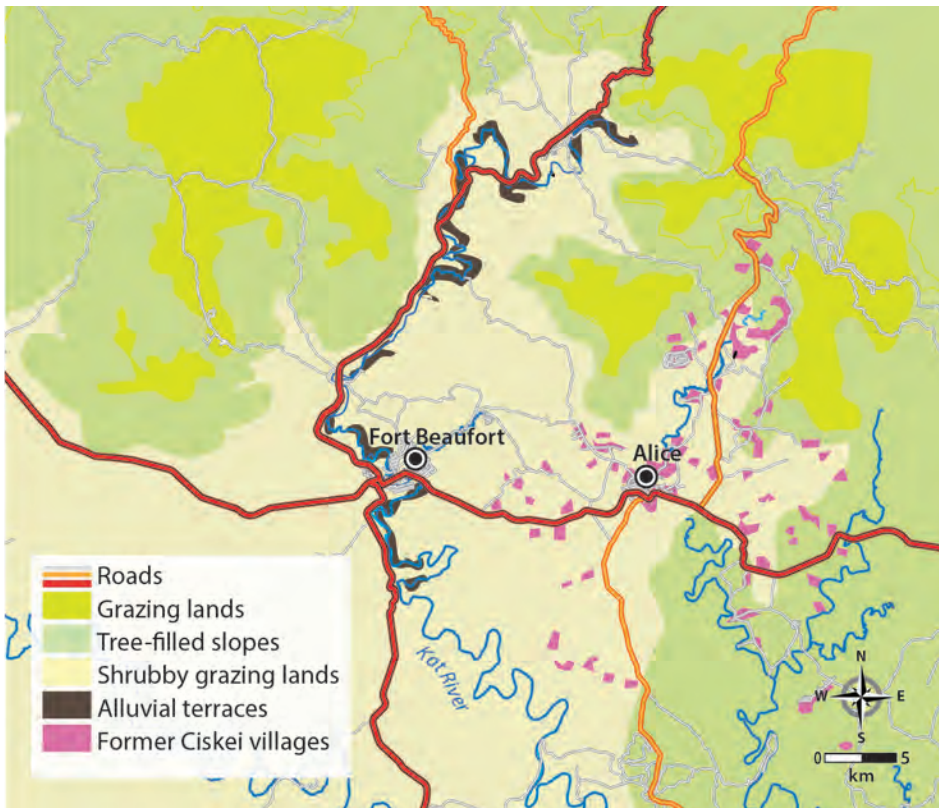 Fort Beaufort
Alice
Kat River
Roads
Grazing lands
Tree-filled slopes
Shrubby grazing lands
Alluvial terraces
Former Ciskei villages
N
W E
S
0 5
km